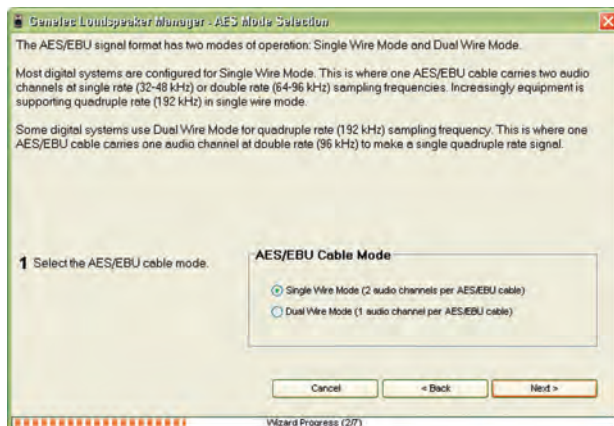 Genelec Loudspeaker Manager - AES Mode Selection
The AES/EBU signal format has two modes of operation: Single Wire Mode and Dual Wire Mode.
Most digital systems are configured for Single Wire Mode. This is where one AES/EBU cable carries two audio
channels at single rate (32-48 kHz) or double rate (64-96 kHz) sampling frequencies. Increasingly equipment is
supporting quadruple rate (192 kHz) in single wire mode.
Some digital systems use Dual Wire Mode for quadruple rate (192 kHz) sampling frequency. This is where one
AES/EBU cable carries one audio channel at double rate (96 kHz) to make a single quadruple rate signal.
1 Select the AES/EBU cable mode.
AES/EBU Cable Mode
Single Wire Mode (2 audio channels per AES/EBU cable)
Dual Wire Mode (1 audio channel per AES/EBU cable)
Cancel
< Back
Next >
Wizard Progress (2/7)